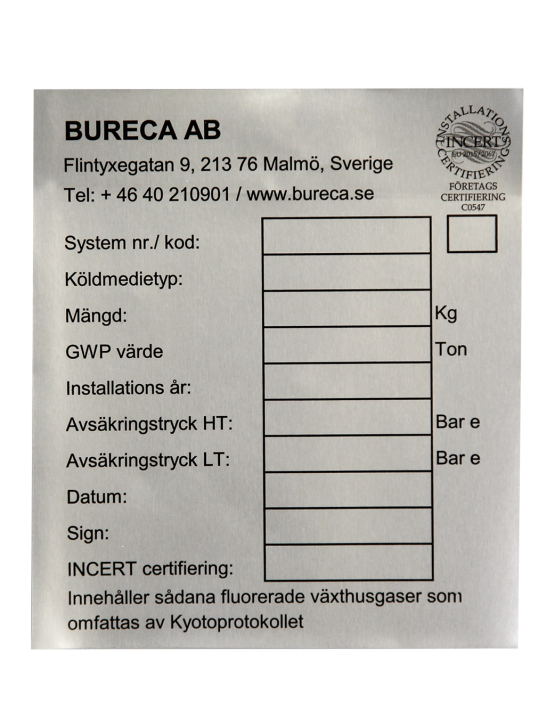 BURECA AB
Flintyxegatan 9, 213 76 Malmö, Sverige
Tel: + 46 40 210901 / www.bureca.se
INSTALLATIONS
INCERT
CERTIFIERING
FÖRETAGS
CERTIFIERING
C0547
System nr./ kod:
Köldmedietyp:
Mängd: Kg
GWP värde Ton
Installations år:
Avsäkringstryck HT: Bar e
Avsäkringstryck LT: Bar e
Datum:
Sign:
INCERT certifiering:
Innehåller sådana fluorerade växthusgaser som
omfattas av Kyotoprotokollet